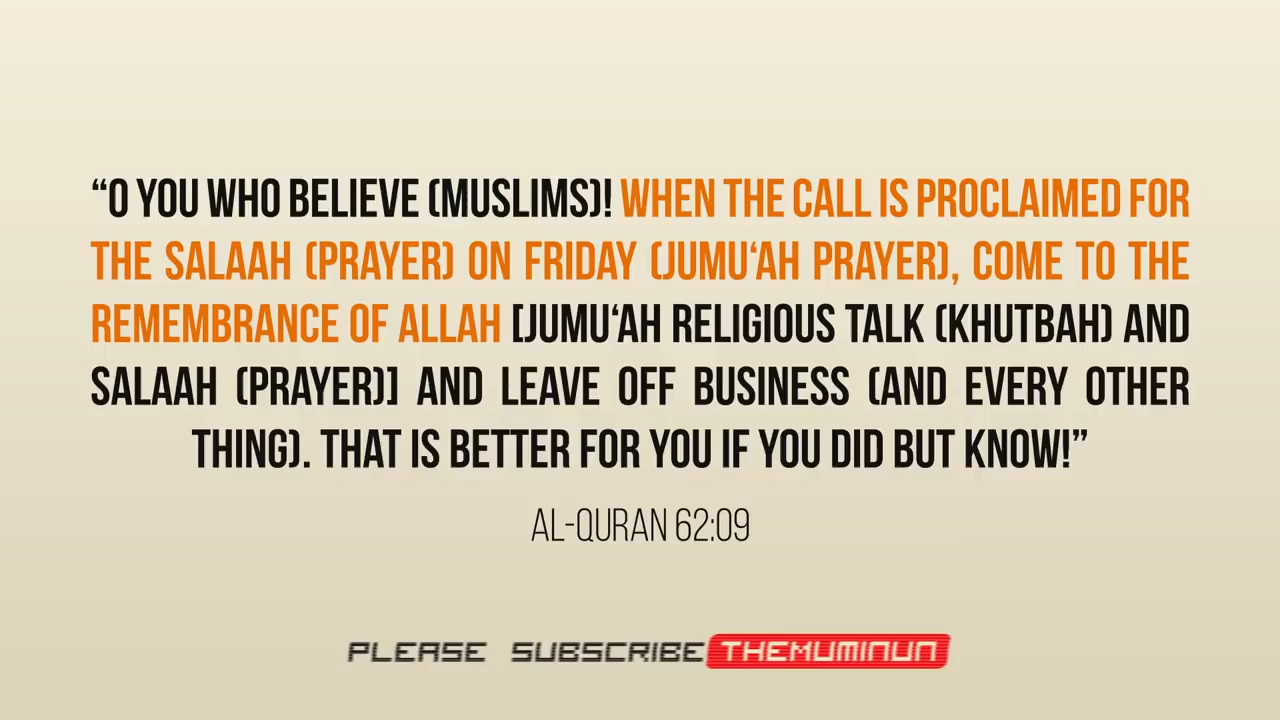 “O YOU WHO BELIEVE (MUSLIMS)! WHEN THE CALL IS PROCLAIMED FOR
THE SALAAH (PRAYER) ON FRIDAY (JUMU‘AH PRAYER), COME TO THE
REMEMBRANCE OF ALLAH [JUMU‘AH RELIGIOUS TALK (KHUTBAH) AND
SALAAH (PRAYER)] AND LEAVE OFF BUSINESS (AND EVERY OTHER
THING). THAT IS BETTER FOR YOU IF YOU DID BUT KNOW!”
AL-QURAN 62:09
PLEASE SUBSCRIBE THEMUMINUN